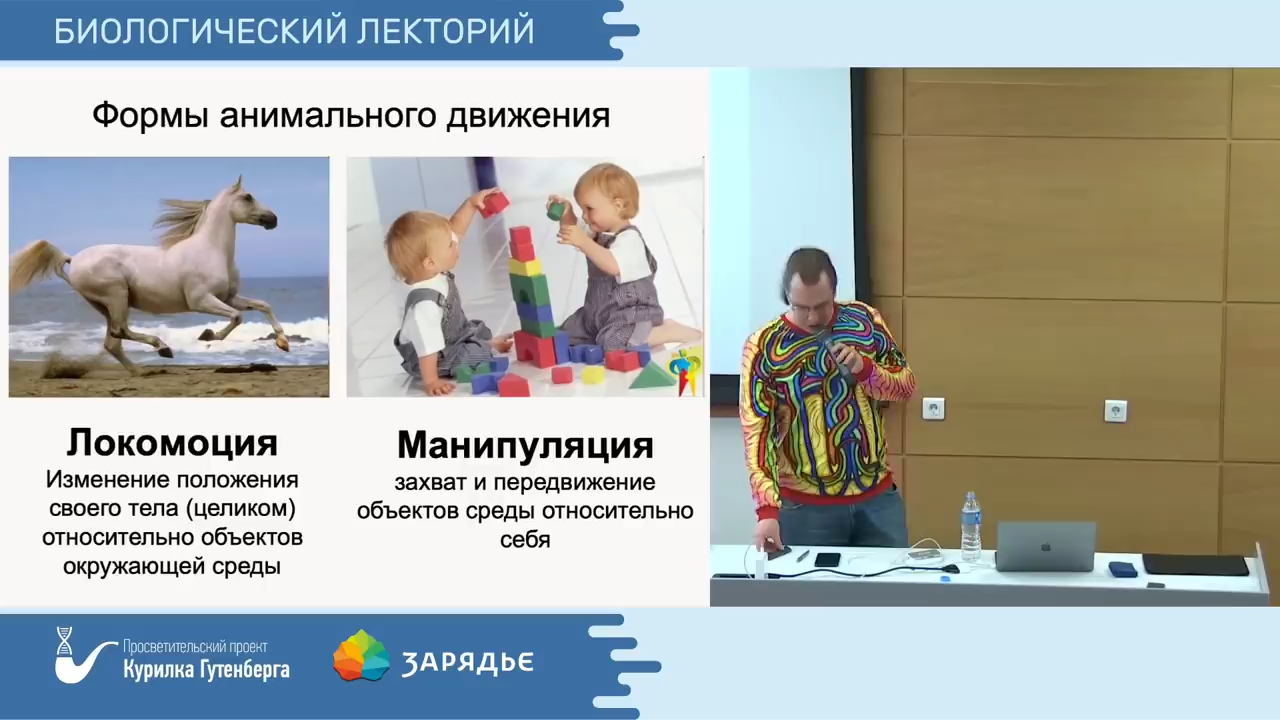 БИОЛОГИЧЕСКИЙ ЛЕКТОРИЙ
Формы анимального движения
Локомоция
Изменение положения
своего тела (целиком)
относительно объектов
окружающей среды
Манипуляция
захват и передвижение
объектов среды относительно
себя
Просветительский проект
Курилка Гутенберга
ЗАРЯДЬЕ